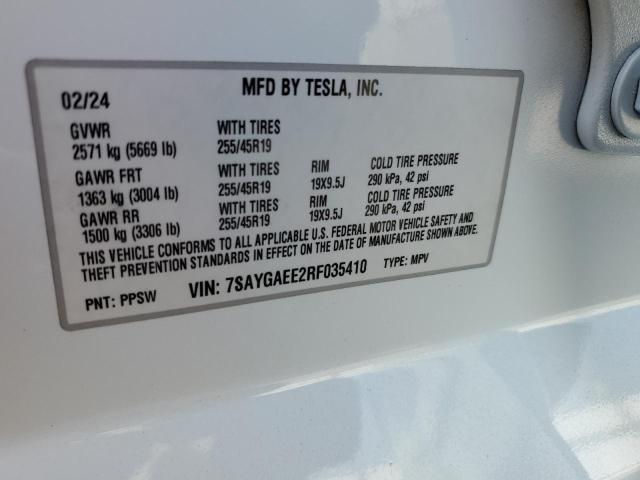 MFD BY TESLA, INC.
02/24
GVWR WITH TIRES
2571 kg (5669 lb) 255/45R19
GAWR FRT WITH TIRES RIM COLD TIRE PRESSURE
1363 kg (3004 lb) 255/45R19 19X9.5J 290 kPa, 42 psi
GAWR RR WITH TIRES RIM COLD TIRE PRESSURE
1500 kg (3306 lb) 255/45R19 19X9.5J 290 kPa, 42 psi
THIS VEHICLE CONFORMS TO ALL APPLICABLE U.S. FEDERAL MOTOR VEHICLE SAFETY AND
THEFT PREVENTION STANDARDS IN EFFECT ON THE DATE OF MANUFACTURE SHOWN ABOVE.
PNT: PPSW VIN: 7SAYGAEE2RF035410 TYPE: MPV